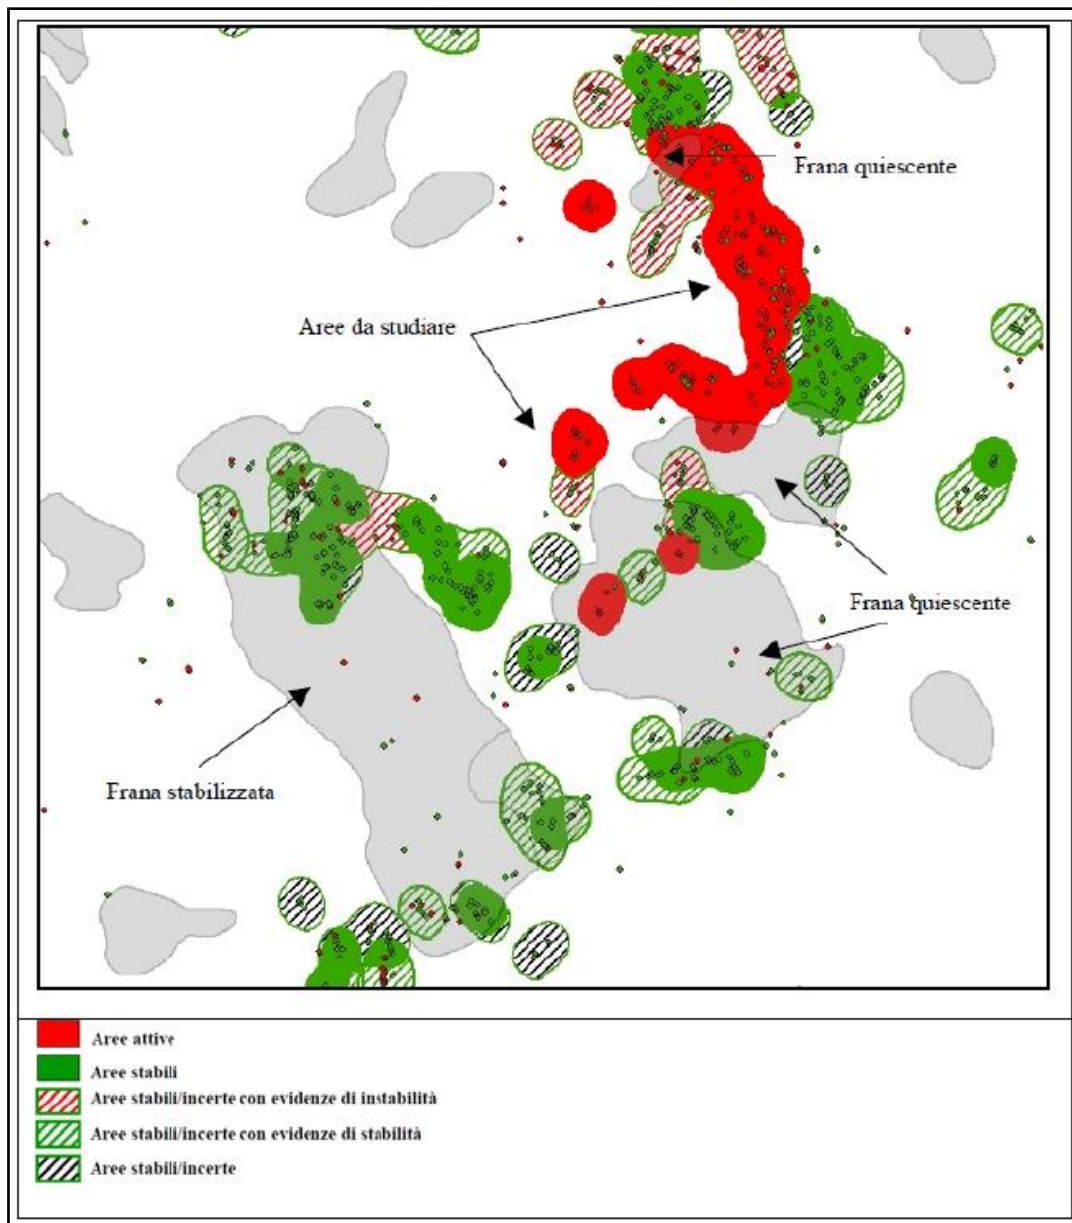 Frana quiescente
Aree da studiare
Frana quiescente
Frana stabilizzata
Aree attive
Aree stabili
Aree stabili/incerte con evidenze di instabilità
Aree stabili/incerte con evidenze di stabilità
Aree stabili/incerte